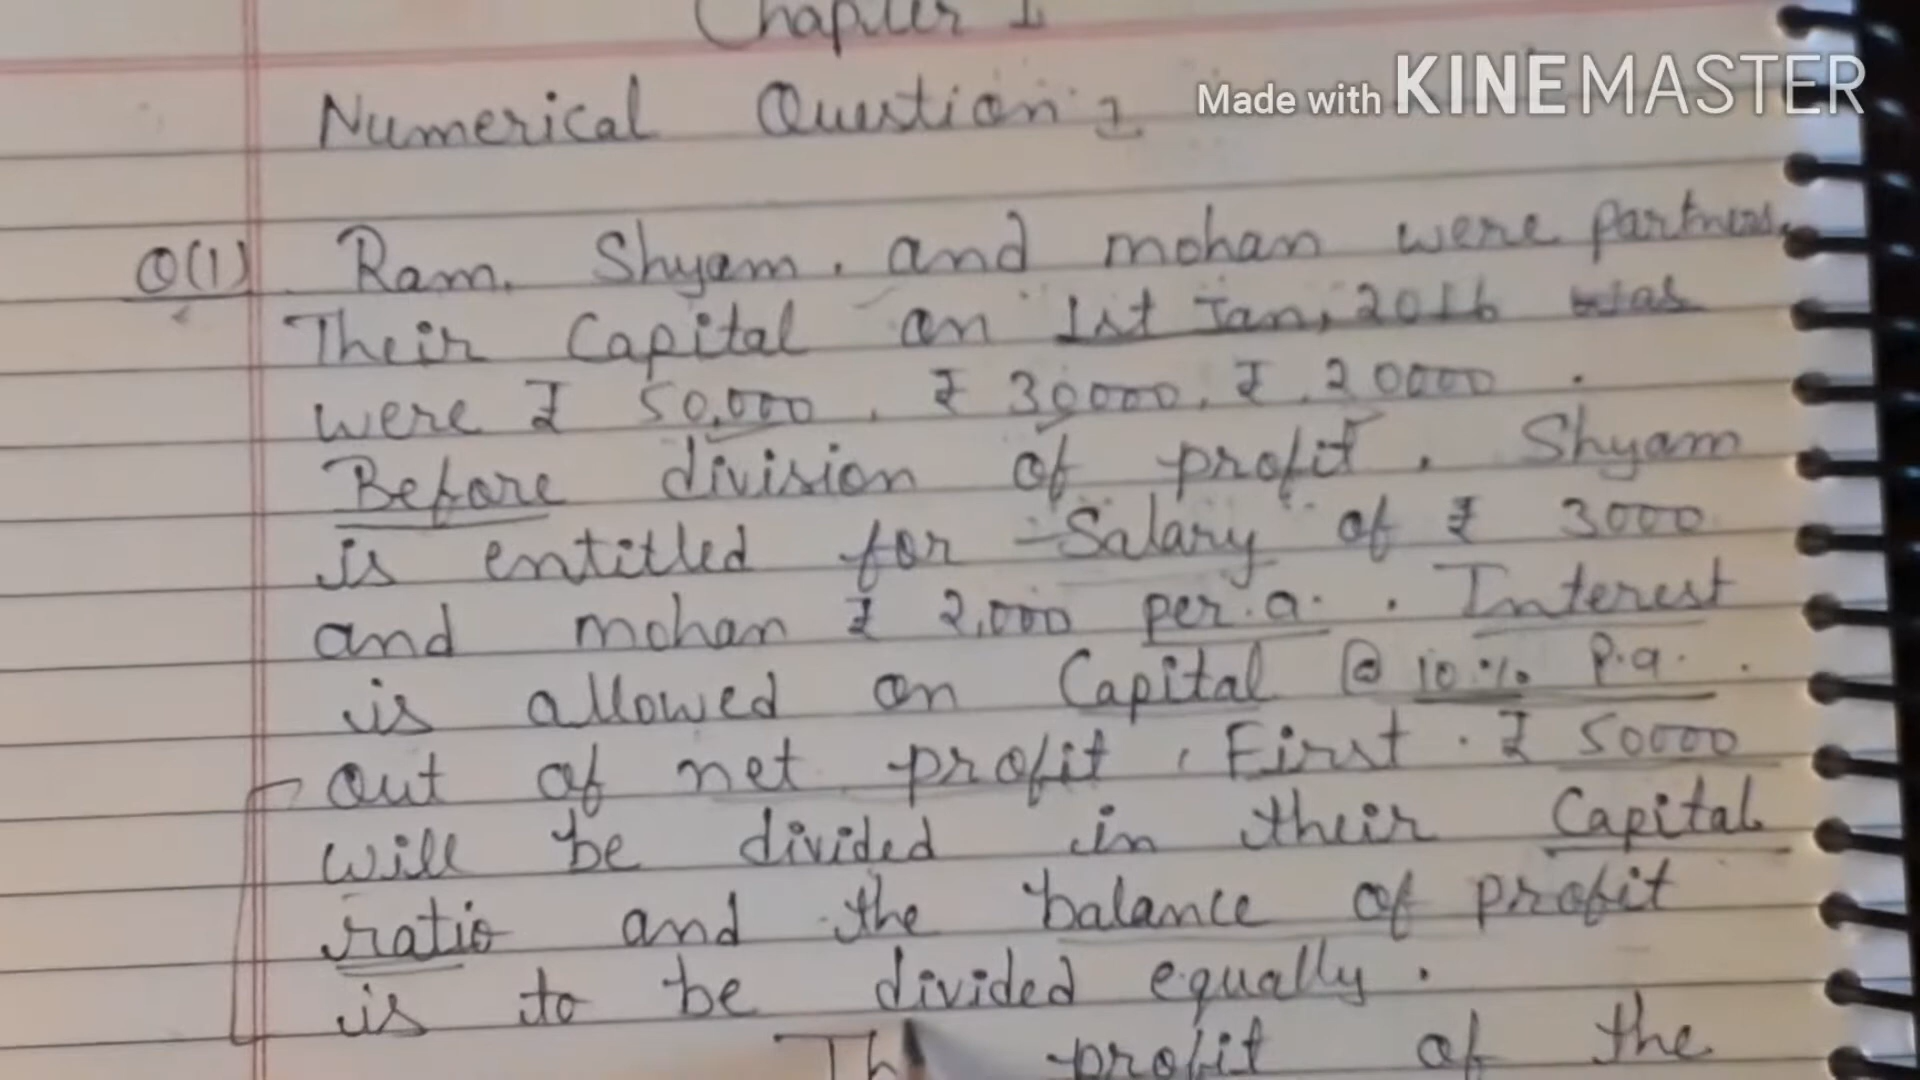 Chapter 1
Made with KINEMASTER
Numerical Question :
Q(1) Ram, Shyam, and mohan were partners.
Their Capital on 1st Jan, 2016 was
were ₹ 50,000, ₹ 30000, ₹. 20000.
Before division of profit, Shyam
is entitled for Salary of ₹ 3000
and mohan ₹ 2,000 per.a. . Interest
is allowed on Capital @ 10% P.a.
out of net profit, First ₹ 50000
will be divided in their Capital
ratio and the balance of profit
is to be divided equally.
profit of the